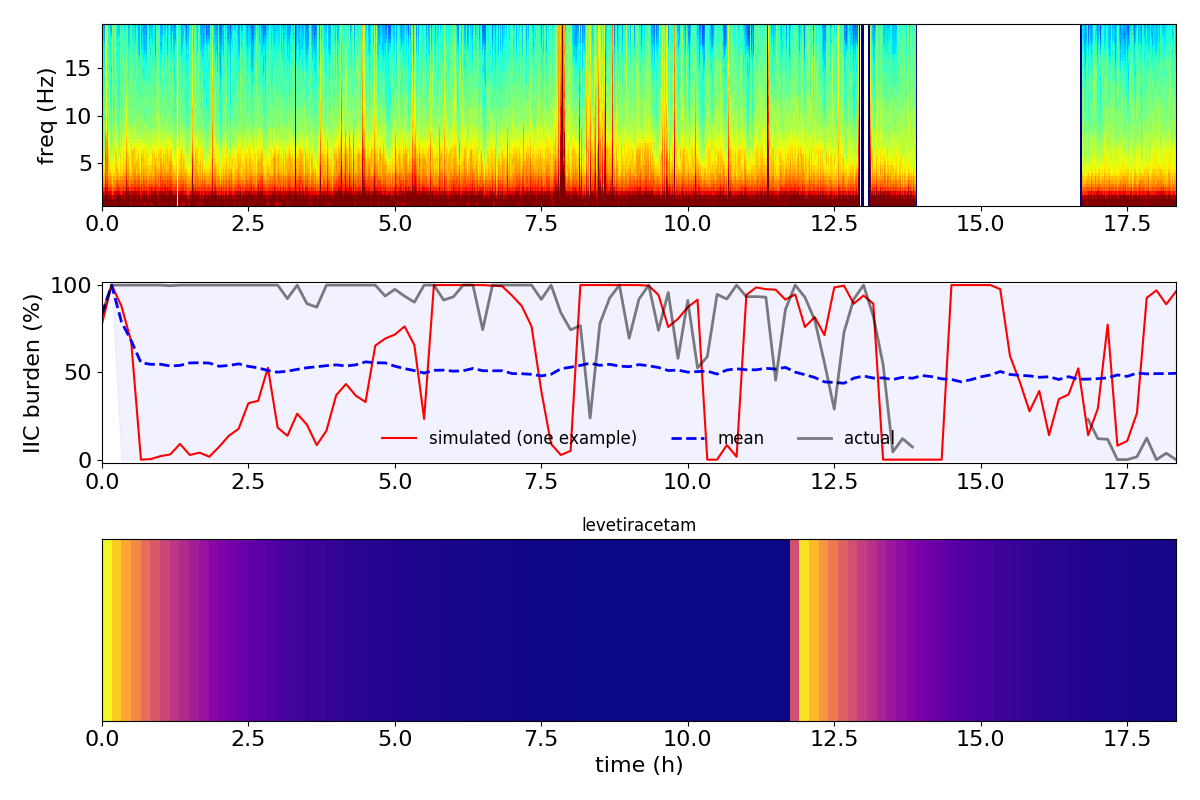 freq (Hz)
15
10
5
0.0 2.5 5.0 7.5 10.0 12.5 15.0 17.5
IIC burden (%)
100
50
0
simulated (one example) mean actual
0.0 2.5 5.0 7.5 10.0 12.5 15.0 17.5
levetiracetam
0.0 2.5 5.0 7.5 10.0 12.5 15.0 17.5
time (h)